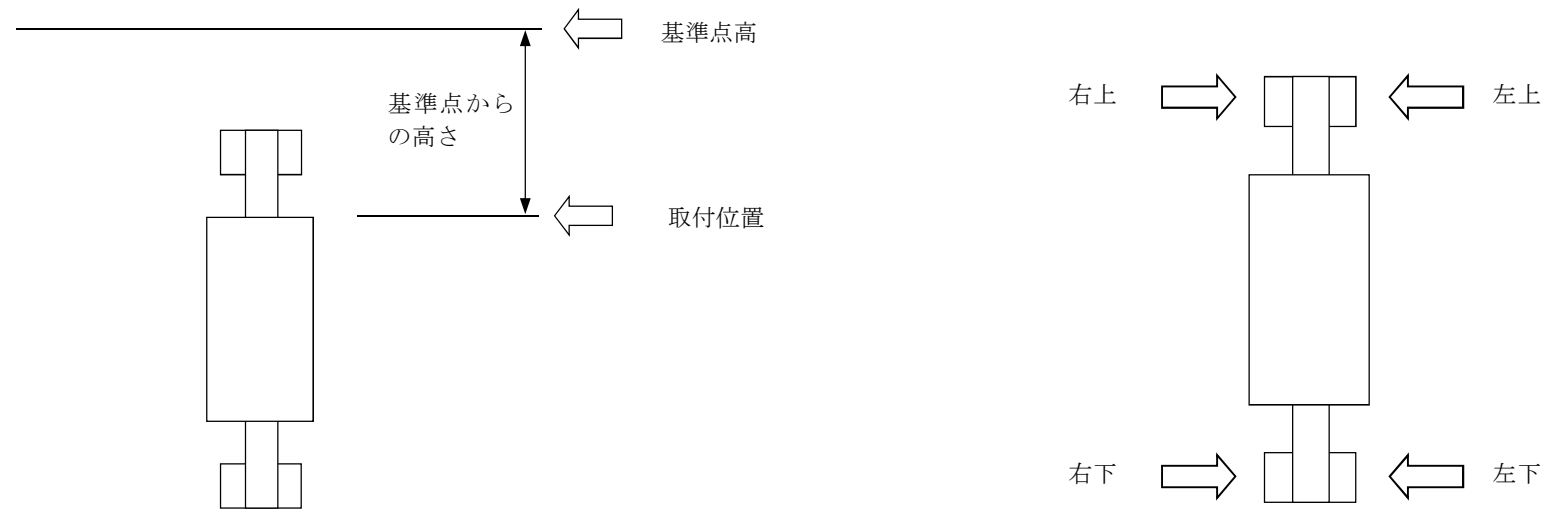 基準点高
基準点から
の高さ
取付位置
右上
左上
右下
左下